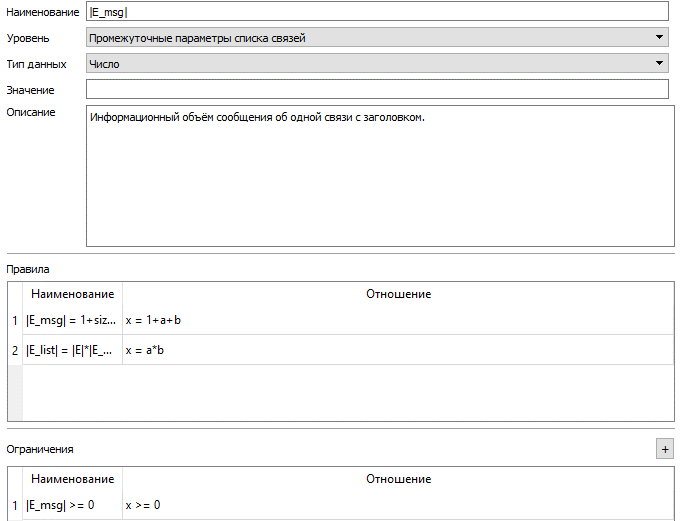 Наименование |E_msg|
Уровень Промежуточные параметры списка связей
Тип данных Число
Значение
Описание Информационный объём сообщения об одной связи с заголовком.
Правила
Наименование Отношение
1 |E_msg| = 1+siz... x = 1+a+b
2 |E_list| = |E|*|E_... x = a*b
Ограничения +
Наименование Отношение
1 |E_msg| >= 0 x >= 0